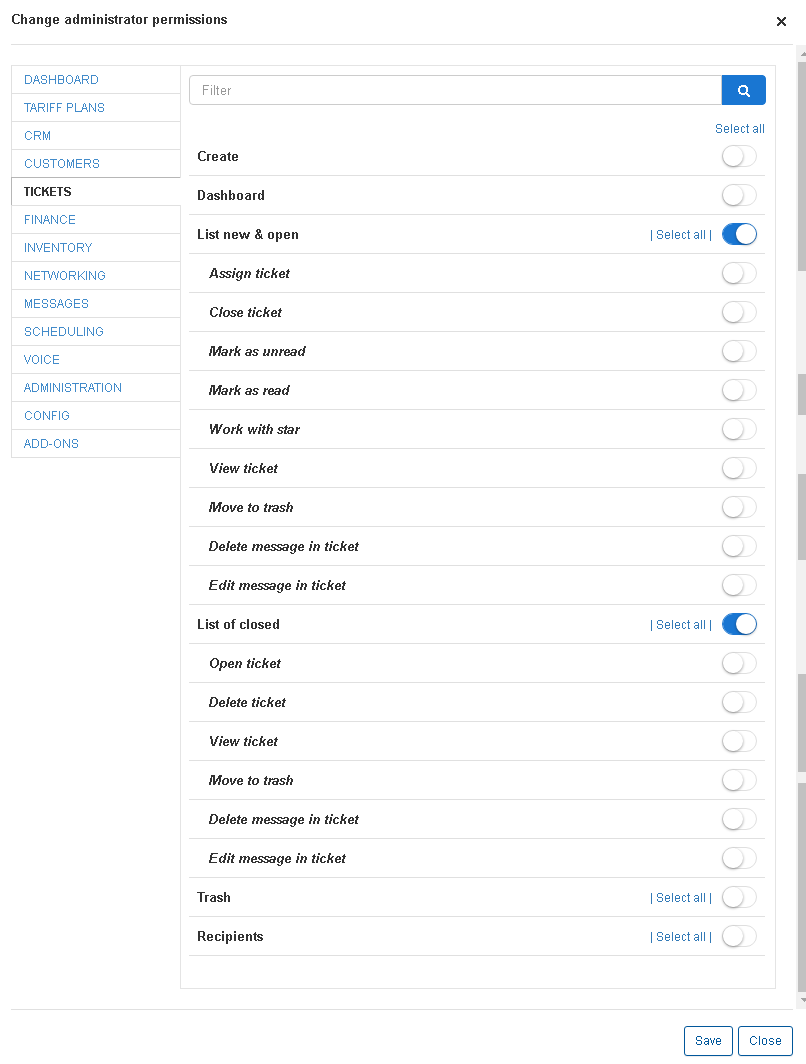 Change administrator permissions
×
DASHBOARD
TARIFF PLANS
CRM
CUSTOMERS
TICKETS
FINANCE
INVENTORY
NETWORKING
MESSAGES
SCHEDULING
VOICE
ADMINISTRATION
CONFIG
ADD-ONS
Filter
Select all
Create
Dashboard
List new & open | Select all |
Assign ticket
Close ticket
Mark as unread
Mark as read
Work with star
View ticket
Move to trash
Delete message in ticket
Edit message in ticket
List of closed | Select all |
Open ticket
Delete ticket
View ticket
Move to trash
Delete message in ticket
Edit message in ticket
Trash | Select all |
Recipients | Select all |
Save Close